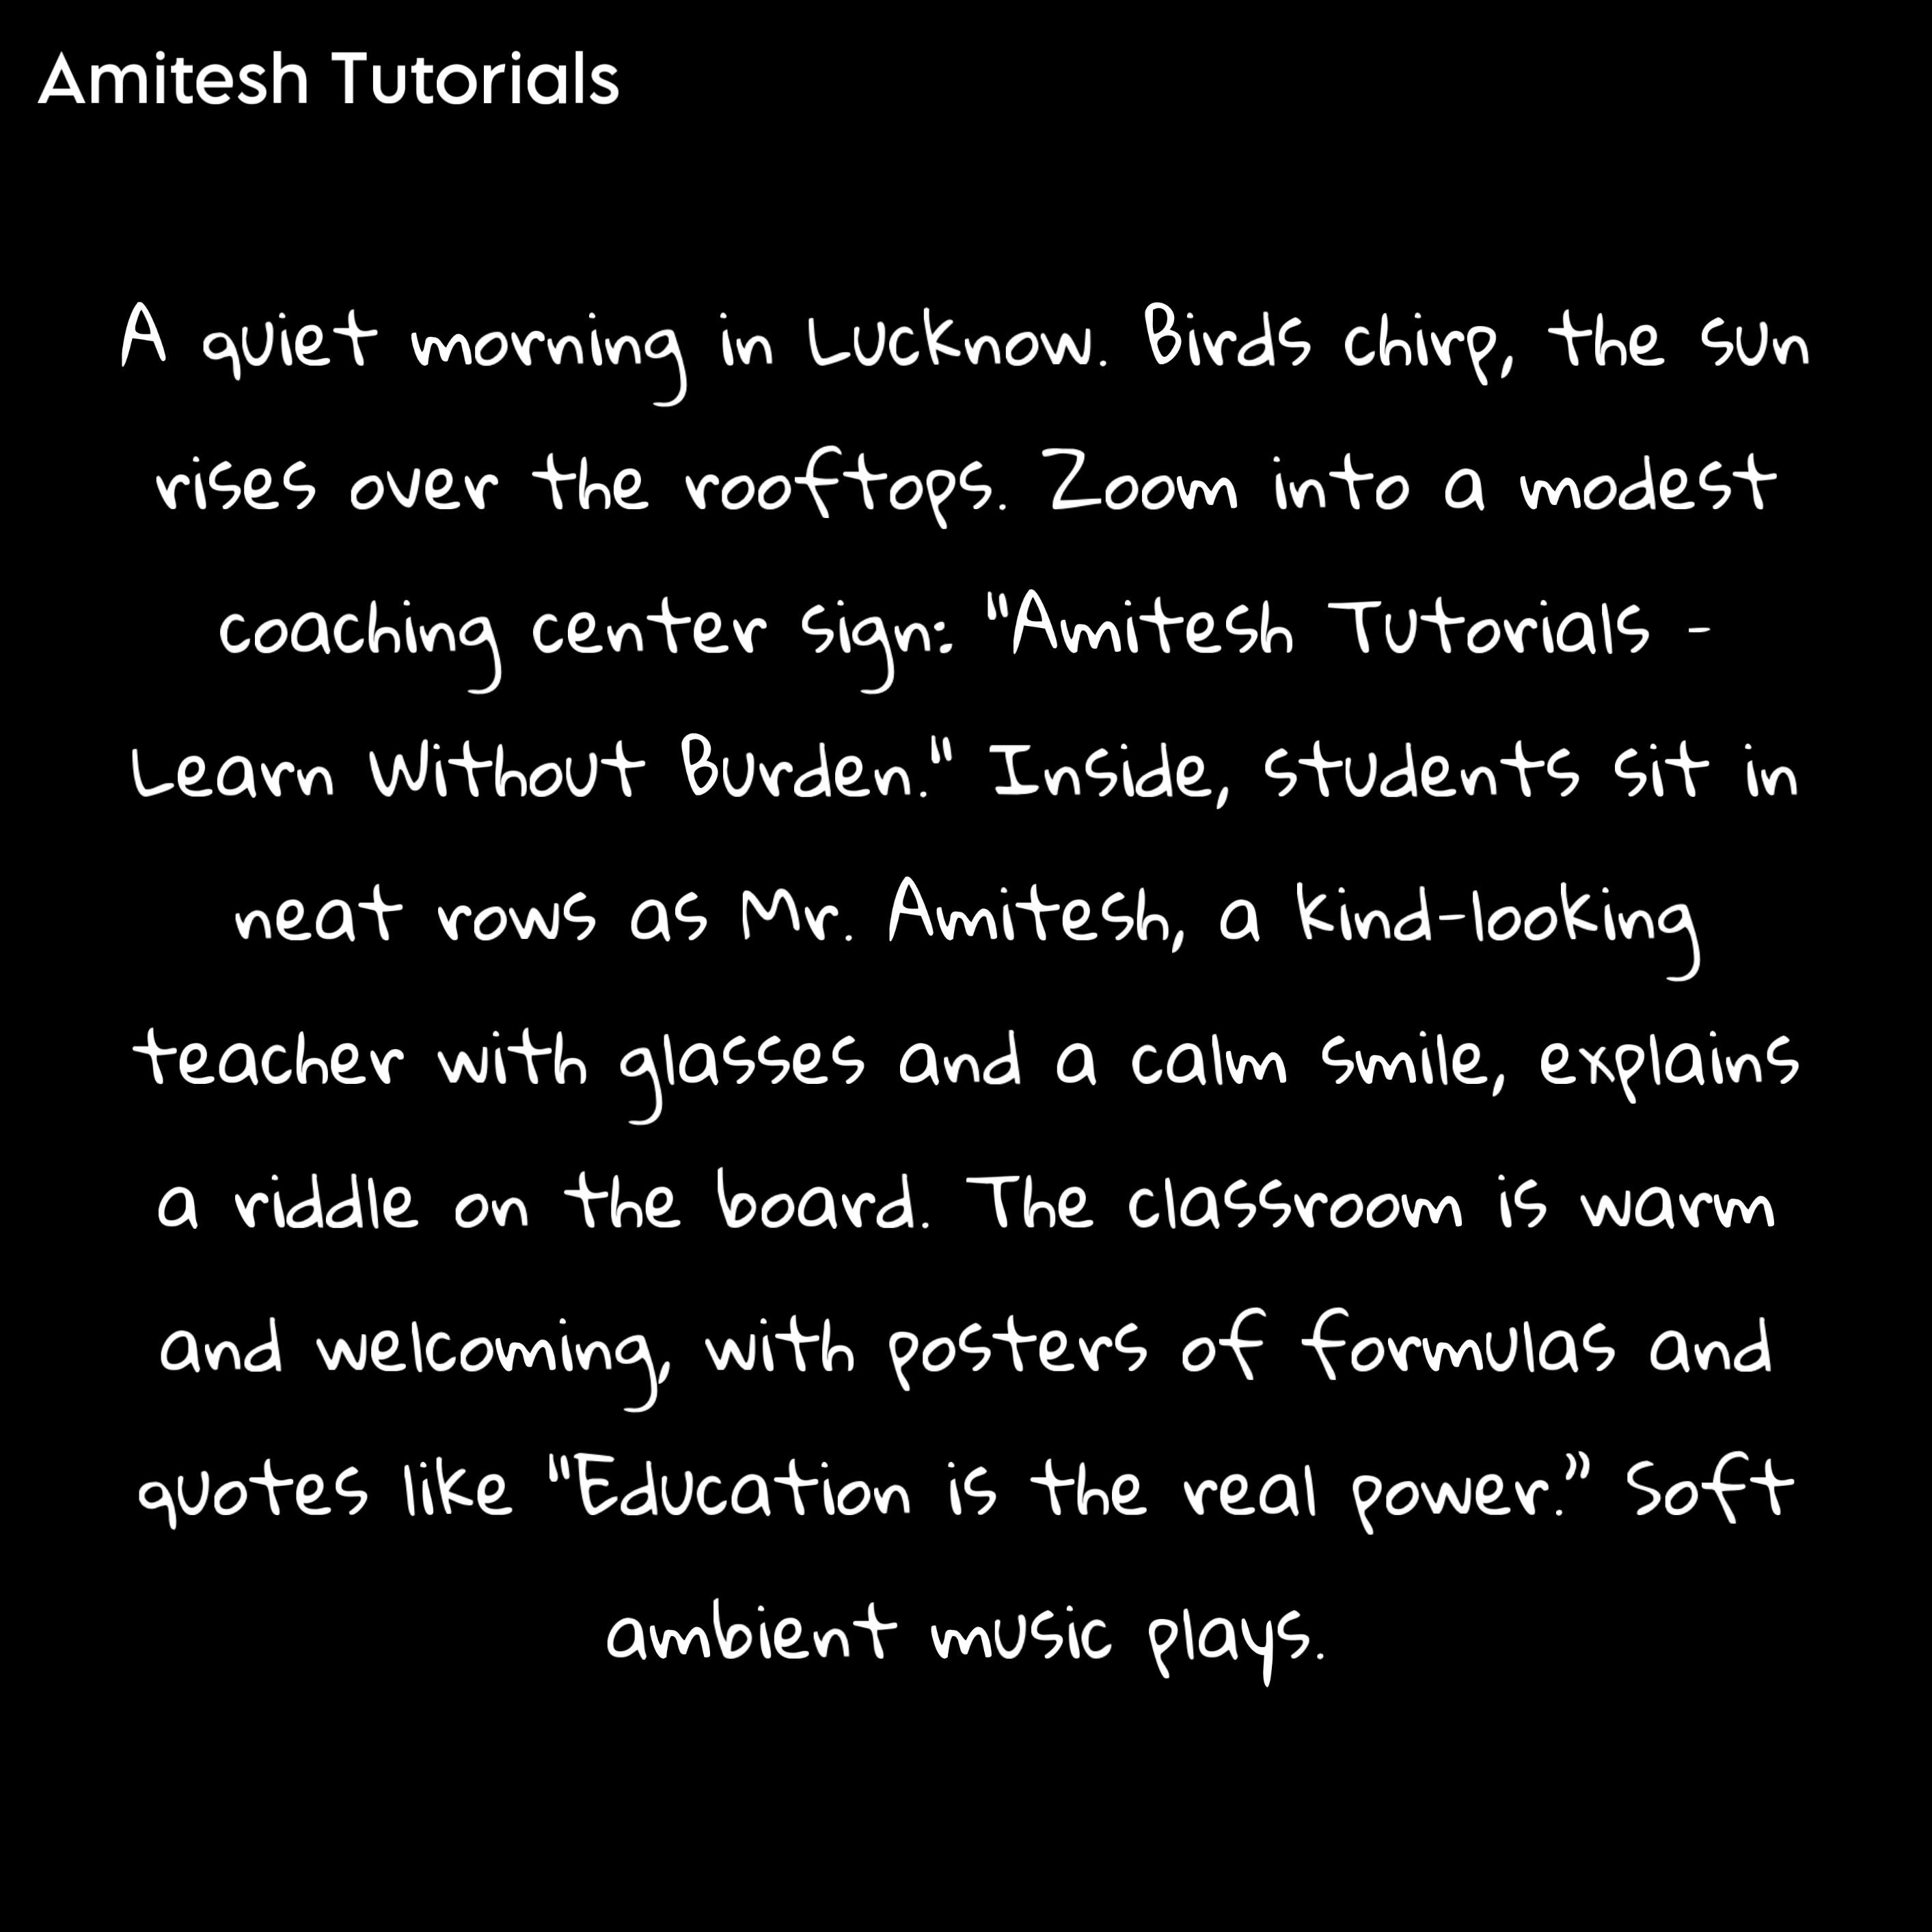 Amitesh Tutorials
A quiet morning in Lucknow. Birds chirp, the sun
rises over the rooftops. Zoom into a modest
coaching center sign: "Amitesh Tutorials -
Learn Without Burden." Inside, students sit in
neat rows as Mr. Amitesh, a kind-looking
teacher with glasses and a calm smile, explains
a riddle on the board. The classroom is warm
and welcoming, with posters of formulas and
quotes like "Education is the real power.” Soft
ambient music plays.